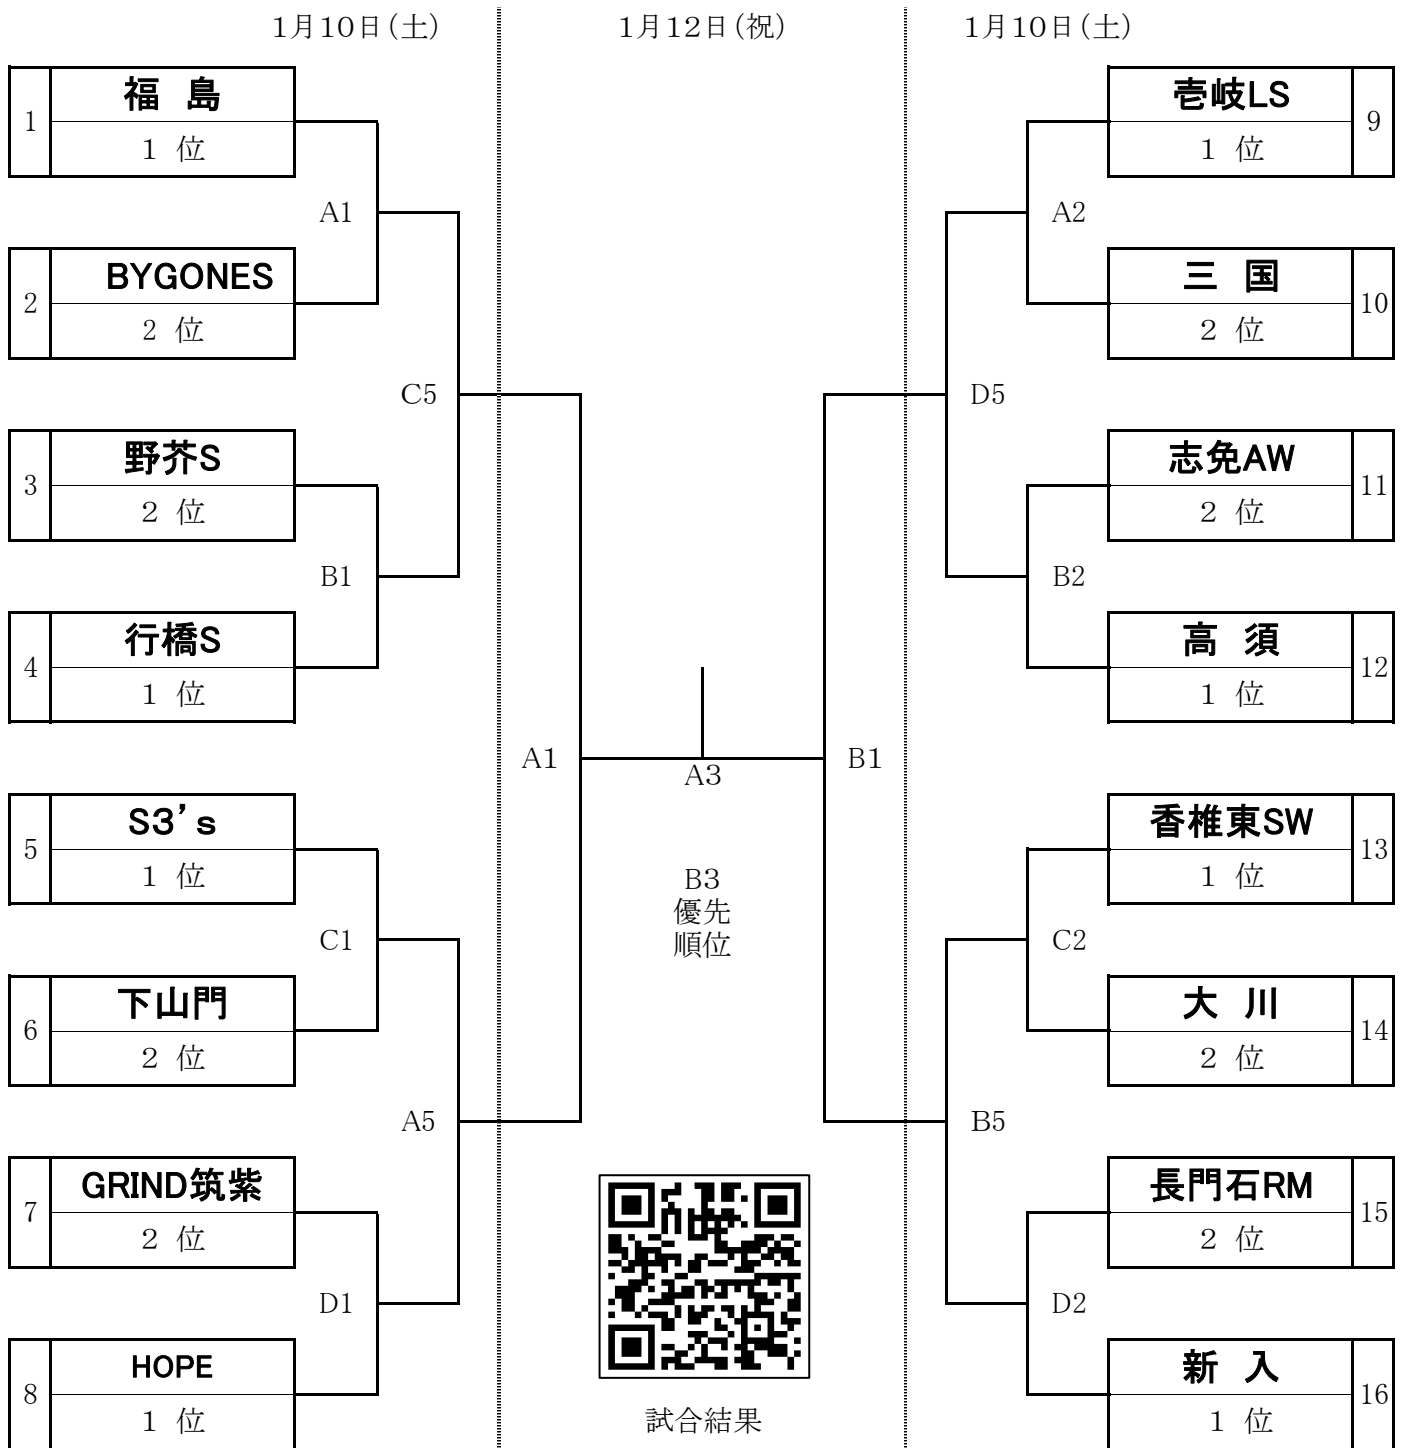 1月10日(土)
1月12日(祝)
1月10日(土)
1
福 島
1 位
A1
2
BYGONES
2 位
C5
3
野芥S
2 位
B1
4
行橋S
1 位
A1
5
S3's
1 位
C1
6
下山門
2 位
A5
7
GRIND筑紫
2 位
D1
8
HOPE
1 位
A3
B3
優先
順位
試合結果
壱岐LS
1 位
9
A2
三 国
2 位
10
D5
志免AW
2 位
11
B2
高 須
1 位
12
B1
香椎東SW
1 位
13
C2
大 川
2 位
14
B5
長門石RM
2 位
15
D2
新 入
1 位
16